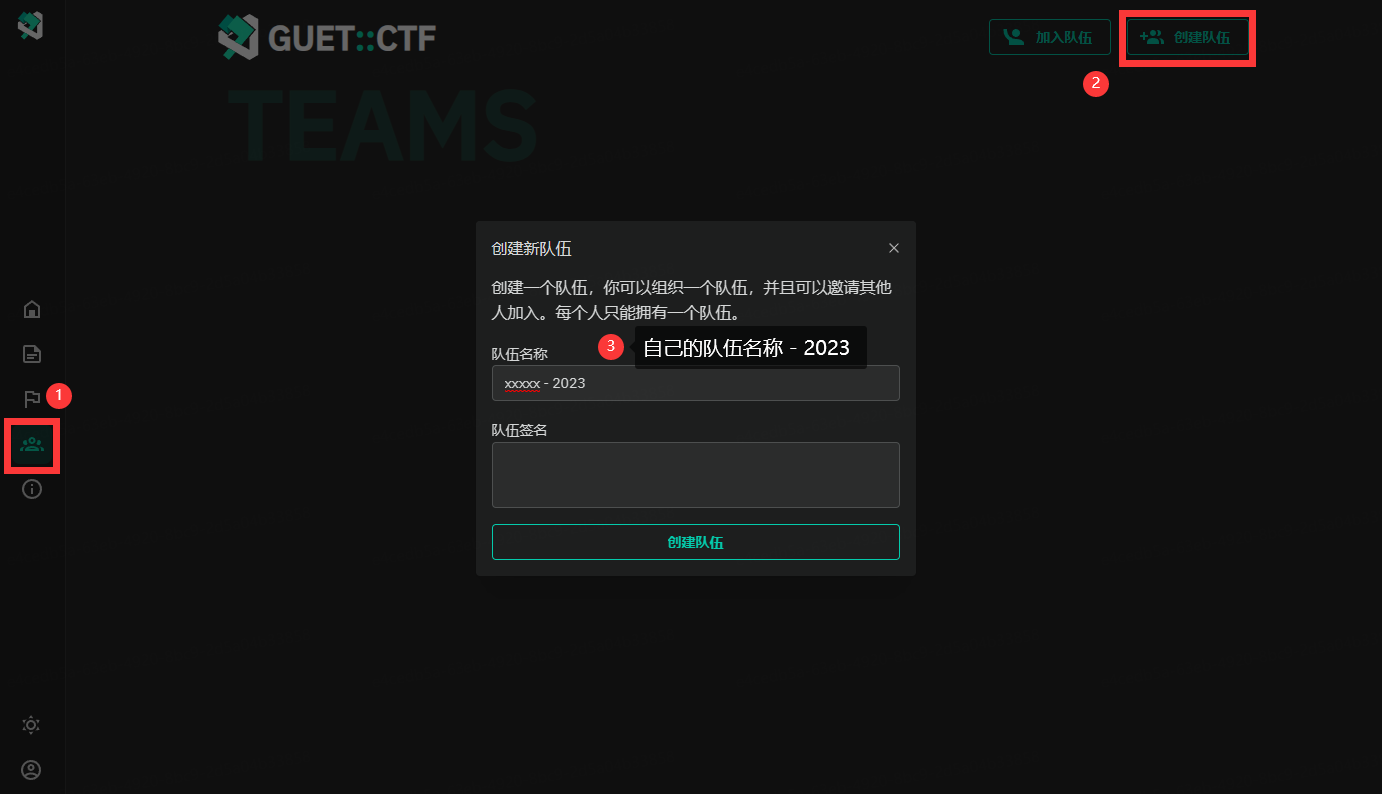 GUET::CTF
加入队伍
创建队伍
2
TEAMS
创建新队伍
创建一个队伍，你可以组织一个队伍，并且可以邀请其他
人加入。每个人只能拥有一个队伍。
队伍名称
3
自己的队伍名称 - 2023
xxxxx - 2023
1
队伍签名
创建队伍